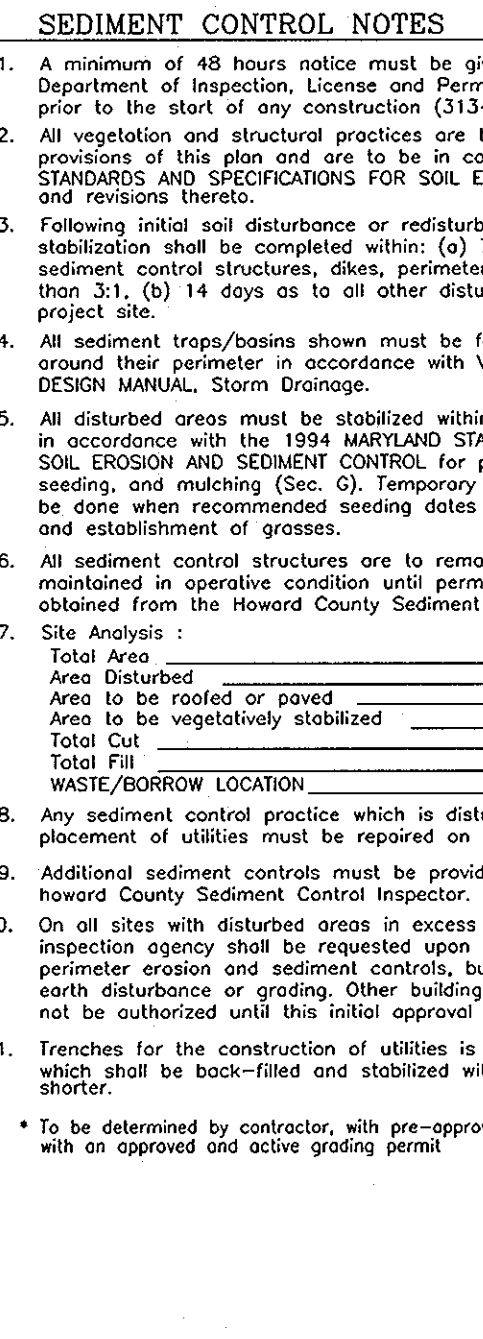 SEDIMENT CONTROL NOTES
1. A minimum of 48 hours notice must be gi
Department of Inspection, License and Perm
prior to the start of any construction (313-
2. All vegetation and structural practices are
provisions of this plan and are to be in co
STANDARDS AND SPECIFICATIONS FOR SOIL E
and revisions thereto.
3. Following initial soil disturbance or redisturb
stabilization shall be completed within: (a) 7
sediment control structures, dikes, perimeter
than 3:1, (b) 14 days as to all other distu
project site.
4. All sediment traps/basins shown must be f
around their perimeter in accordance with V
DESIGN MANUAL, Storm Drainage.
5. All disturbed areas must be stabilized within
in accordance with the 1994 MARYLAND STA
SOIL EROSION AND SEDIMENT CONTROL for p
seeding, and mulching (Sec. G). Temporary
be done when recommended seeding dates
and establishment of grasses.
6. All sediment control structures are to rema
maintained in operative condition until perm
obtained from the Howard County Sediment
7. Site Analysis :
Total Area
Area Disturbed
Area to be roofed or paved
Area to be vegetatively stabilized
Total Cut
Total Fill
WASTE/BORROW LOCATION
8. Any sediment control practice which is distu
placement of utilities must be repaired on
9. Additional sediment controls must be provid
howard County Sediment Control Inspector.
0. On all sites with disturbed areas in excess
inspection agency shall be requested upon
perimeter erosion and sediment controls, bu
earth disturbance or grading. Other building
not be authorized until this initial approval
1. Trenches for the construction of utilities is
which shall be back-filled and stabilized wi
shorter.
* To be determined by contractor, with pre-approv
with an approved and active grading permit